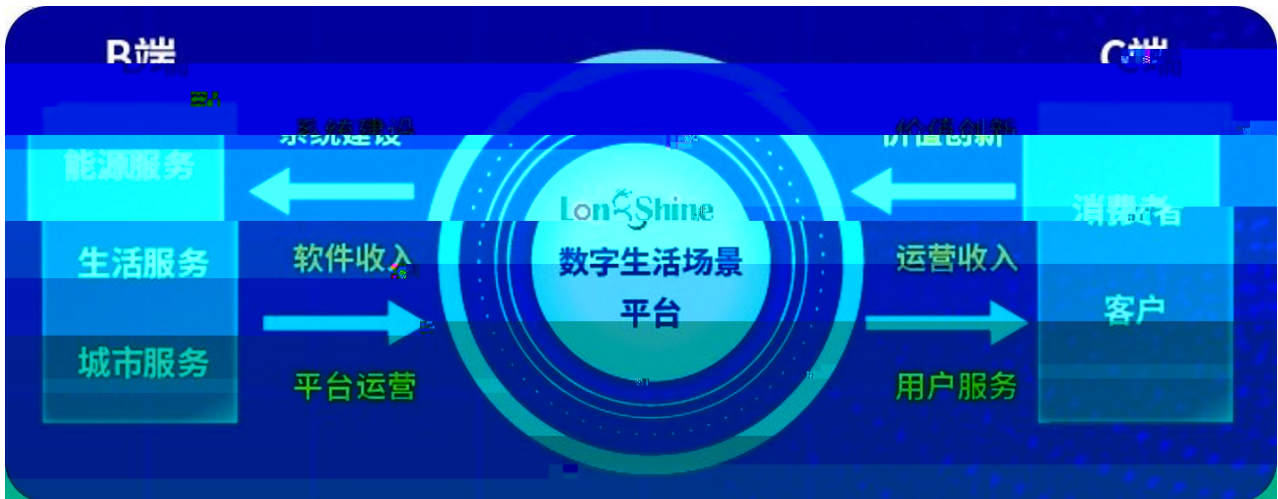 B端
C端
系统建设
价值创新
能源服务
LongShine
消费者
生活服务
软件收入
数字生活场景
运营收入
平台
客户
城市服务
平台运营
用户服务